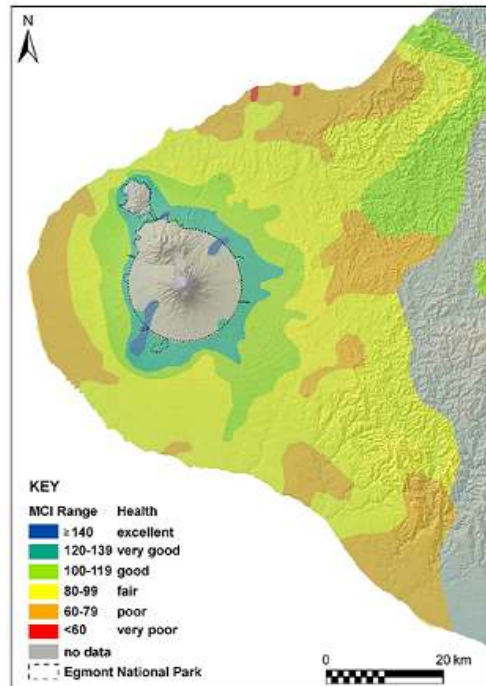 N
KEY
MCI Range Health
≥140 excellent
120-139 very good
100-119 good
80-99 fair
60-79 poor
<60 very poor
no data
Egmont National Park
0 20 km